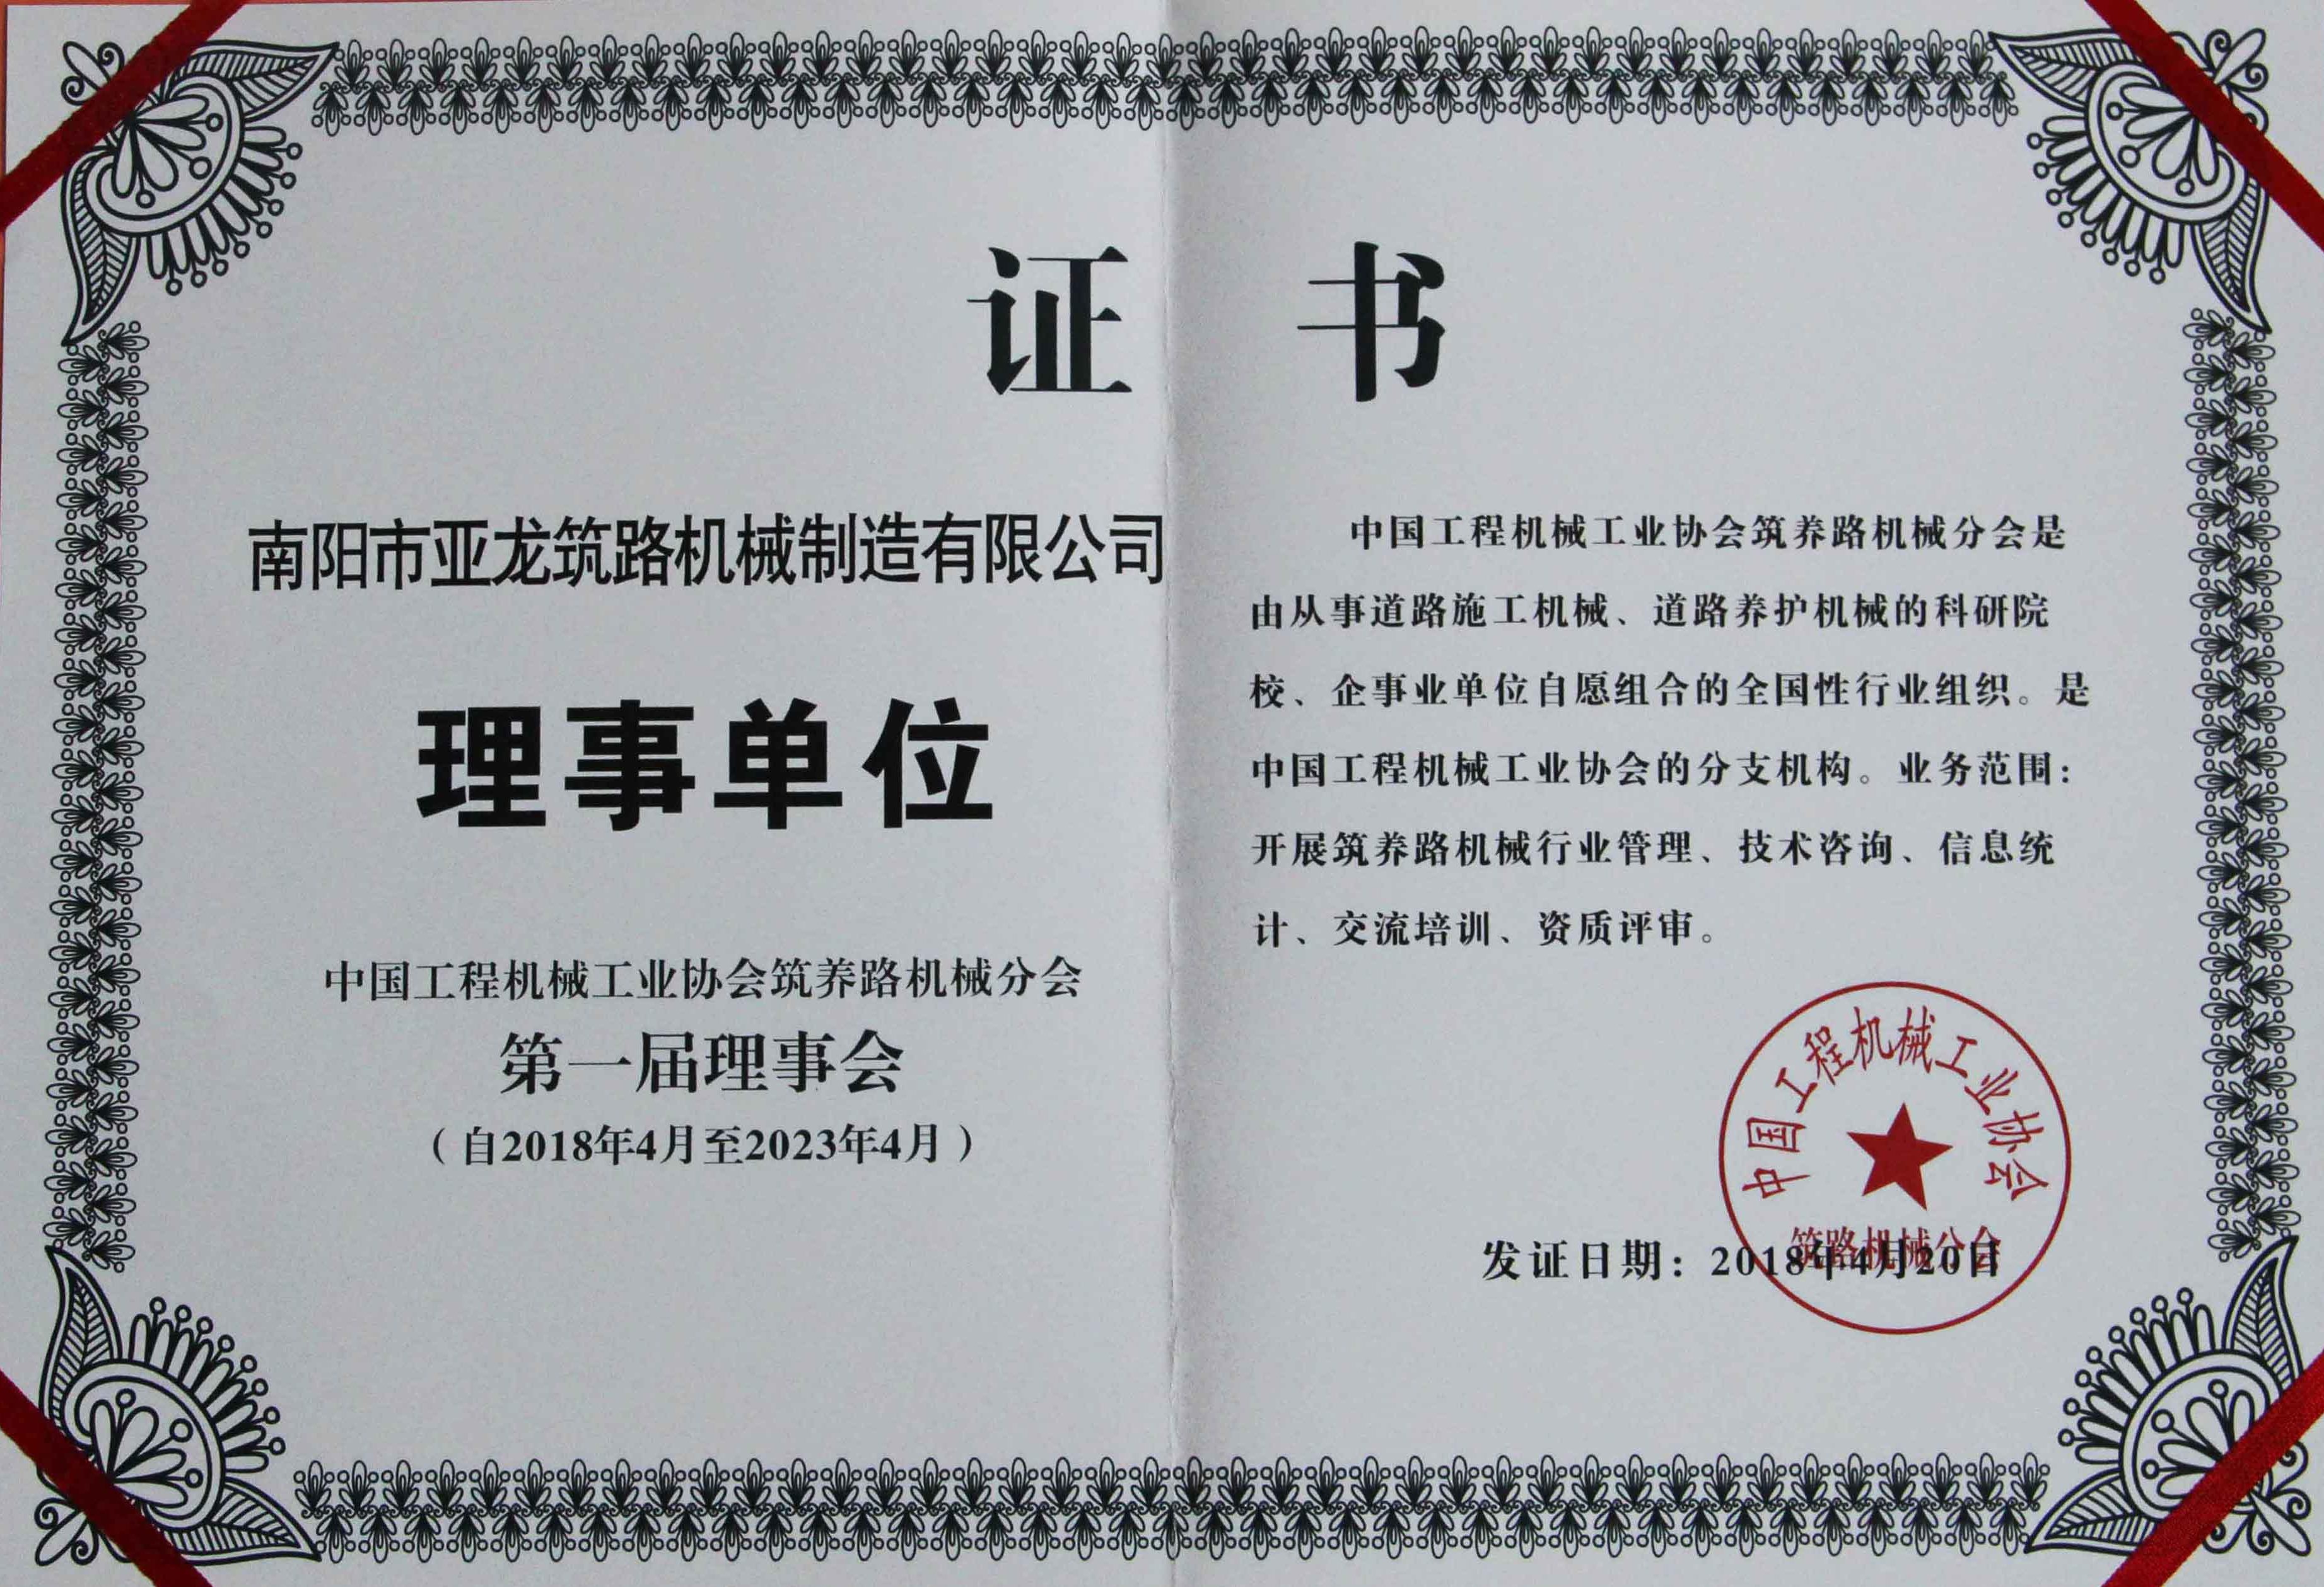 证书
南阳市亚龙筑路机械制造有限公司
理事单位
中国工程机械工业协会筑养路机械分会
第一届理事会
（自2018年4月至2023年4月）
中国工程机械工业协会筑养路机械分会是
由从事道路施工机械、道路养护机械的科研院
校、企事业单位自愿组合的全国性行业组织。是
中国工程机械工业协会的分支机构。业务范围：
开展筑养路机械行业管理、技术咨询、信息统
计、交流培训、资质评审。
中国工程机械工业协会
筑路机械分会
发证日期：2018年4月20日